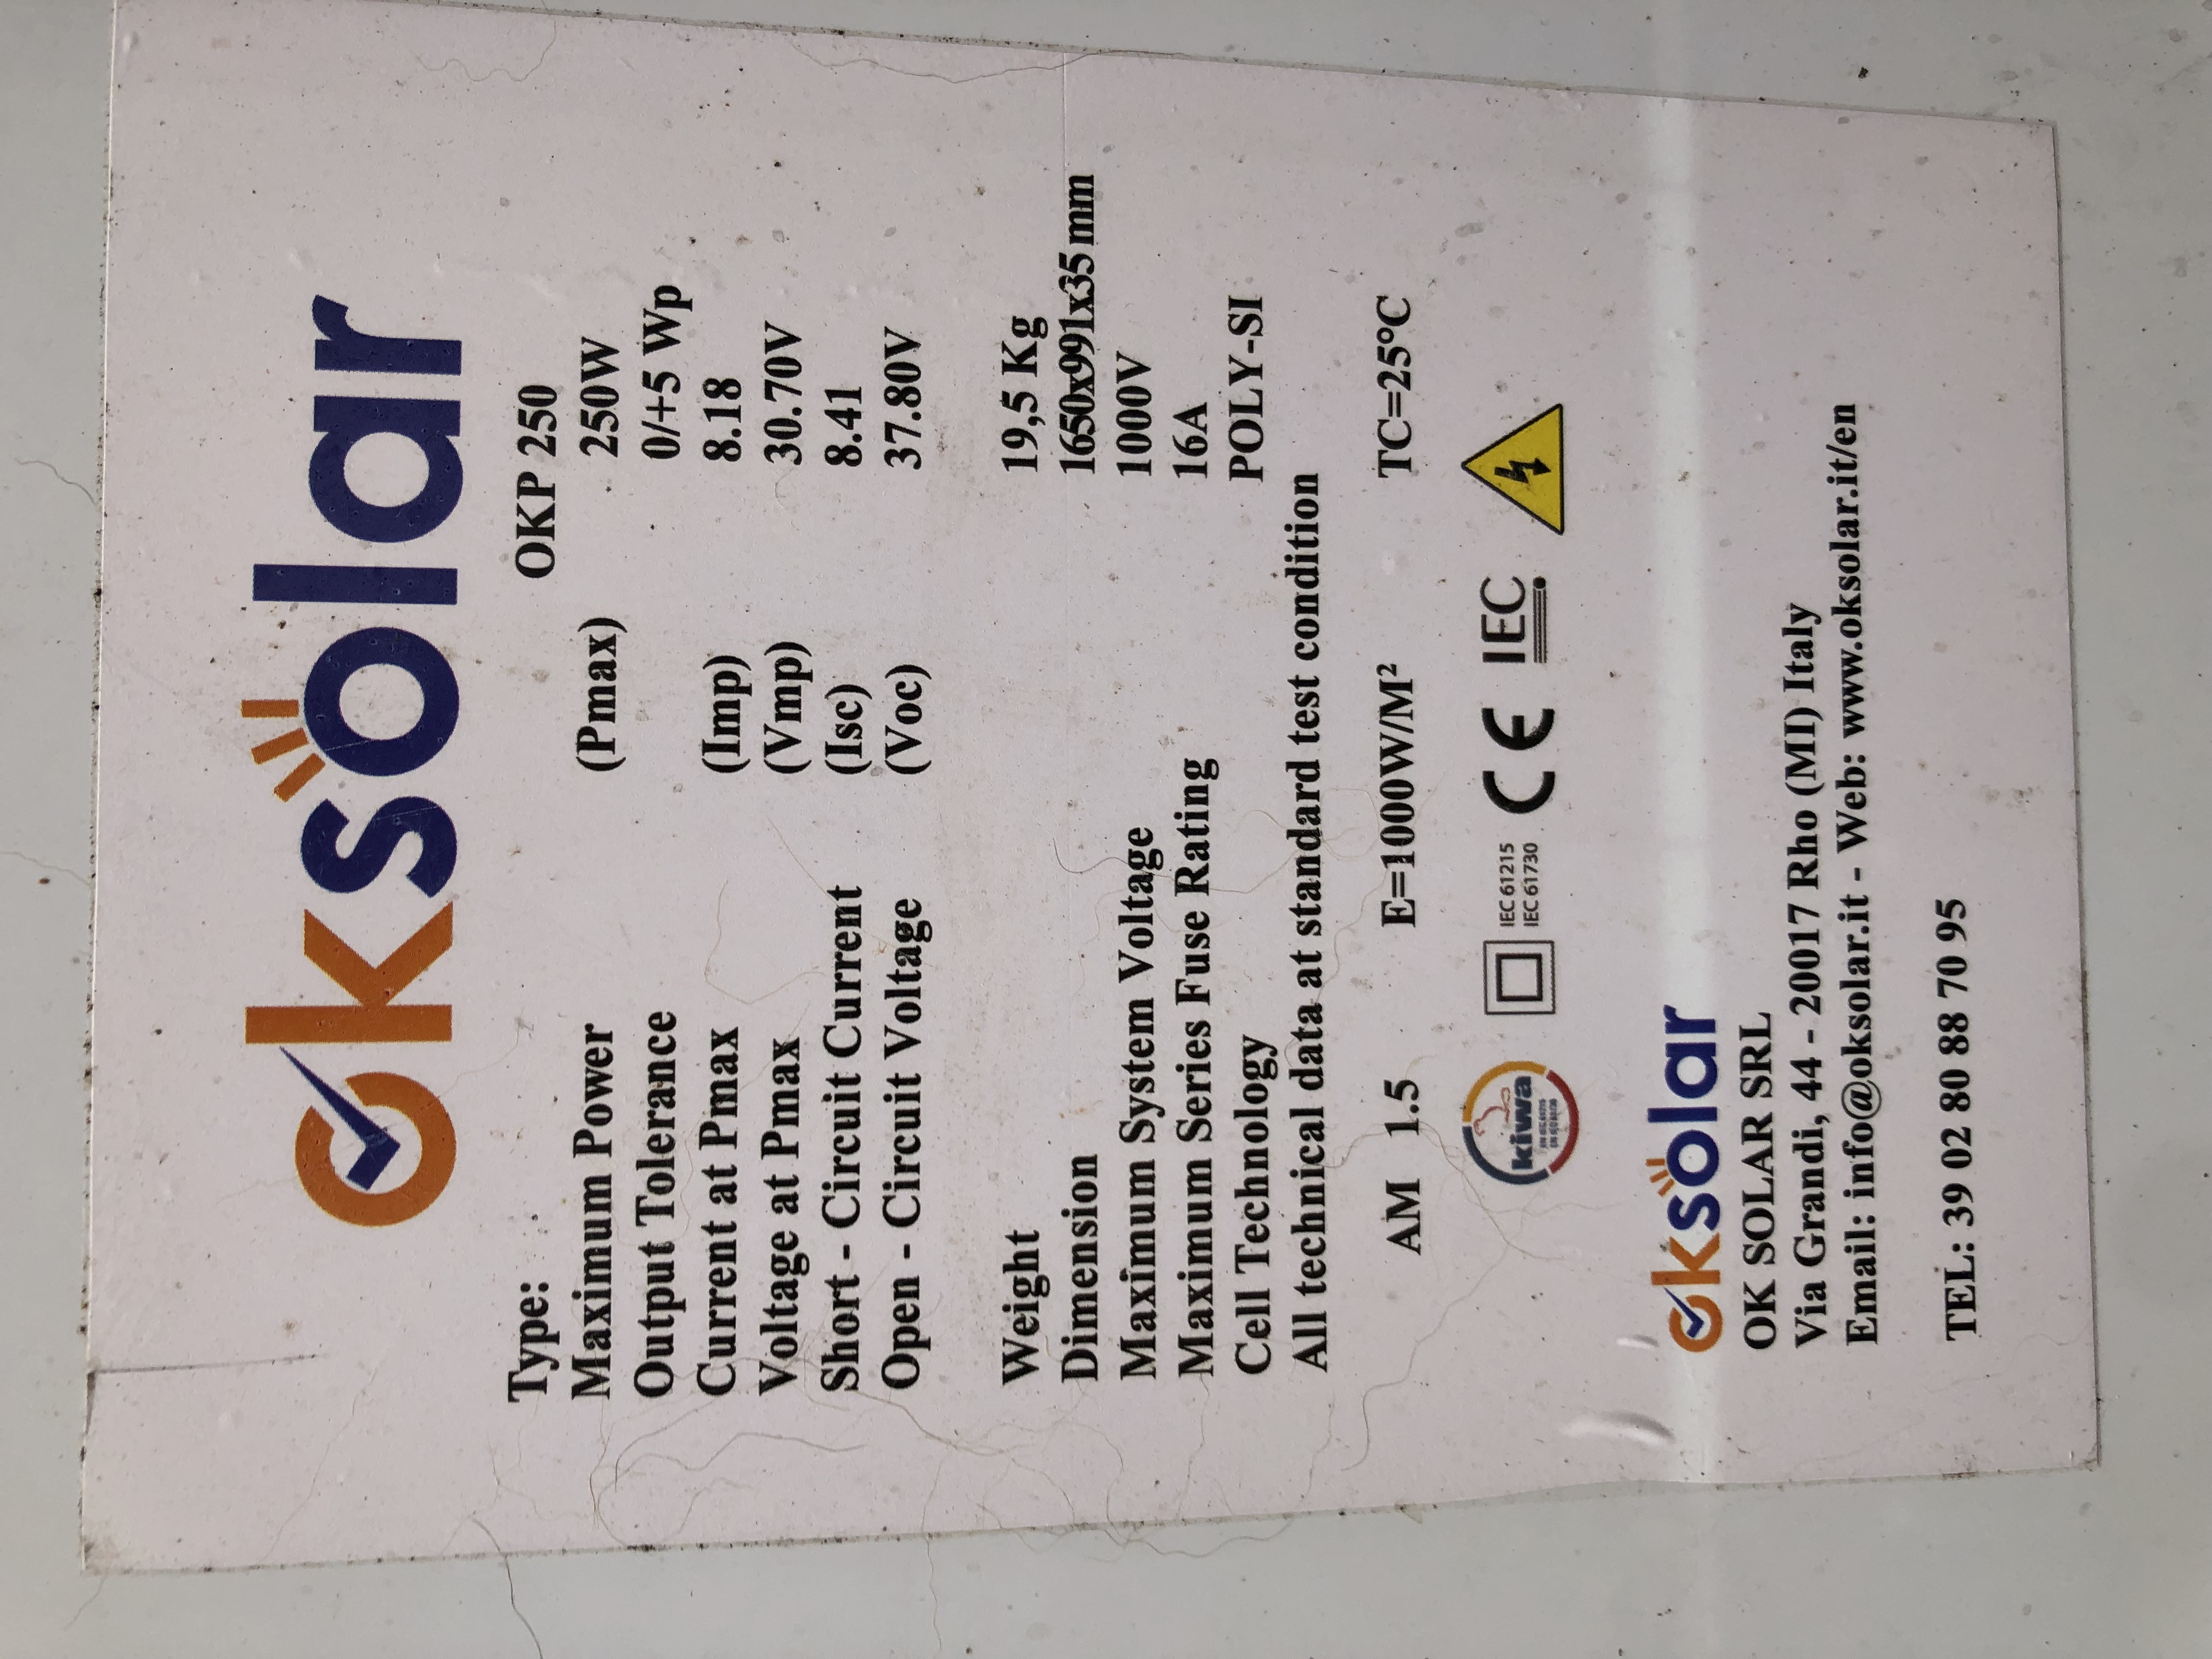 oksolar
Type: OKP 250
Maximum Power (Pmax) 250W
Output Tolerance 0/+5 Wp
Current at Pmax (Imp) 8.18
Voltage at Pmax (Vmp) 30.70V
Short - Circuit Current (Isc) 8.41
Open - Circuit Voltage (Voc) 37.80V
Weight 19,5 Kg
Dimension 1650x991x35 mm
Maximum System Voltage 1000V
Maximum Series Fuse Rating 16A
Cell Technology POLY-SI
All technical data at standard test condition
AM 1.5 E=1000W/M² TC=25°C
kiwa
IEC 61215
IEC 61730
CE IEC
oksolar
OK SOLAR SRL
Via Grandi, 44 - 20017 Rho (MI) Italy
Email: info@oksolar.it - Web: www.oksolar.it/en
TEL: 39 02 80 88 70 95